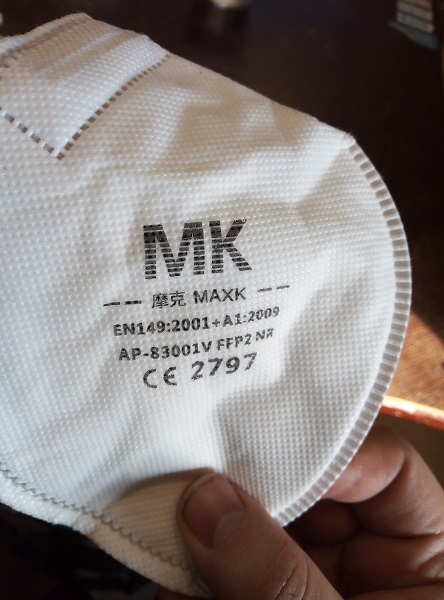 MK
-- 摩克 MAXK --
EN149:2001+A1:2009
AP-83001V FFP2 NR
CE 2797